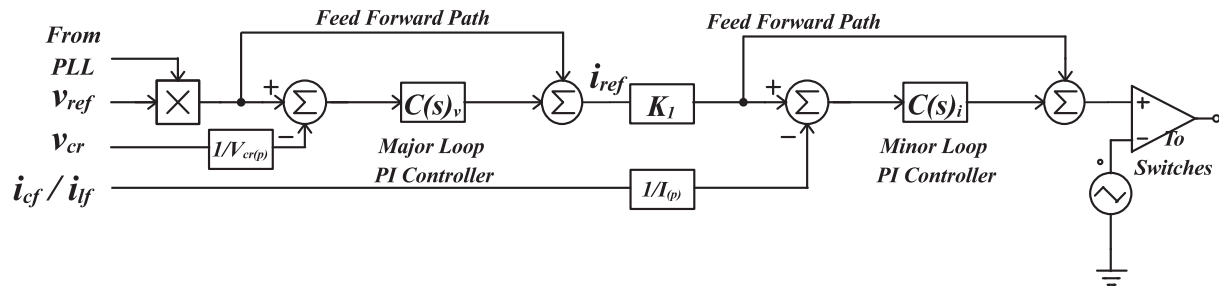 Feed Forward Path
Feed Forward Path
From
PLL
v_ref
×
+
Σ
−
C(s)_v
Σ
i_ref
K_1
+
Σ
−
C(s)_i
Σ
+
−
To
Switches
v_cr
1/V_cr(p)
Major Loop
PI Controller
Minor Loop
PI Controller
i_cf / i_lf
1/I_(p)